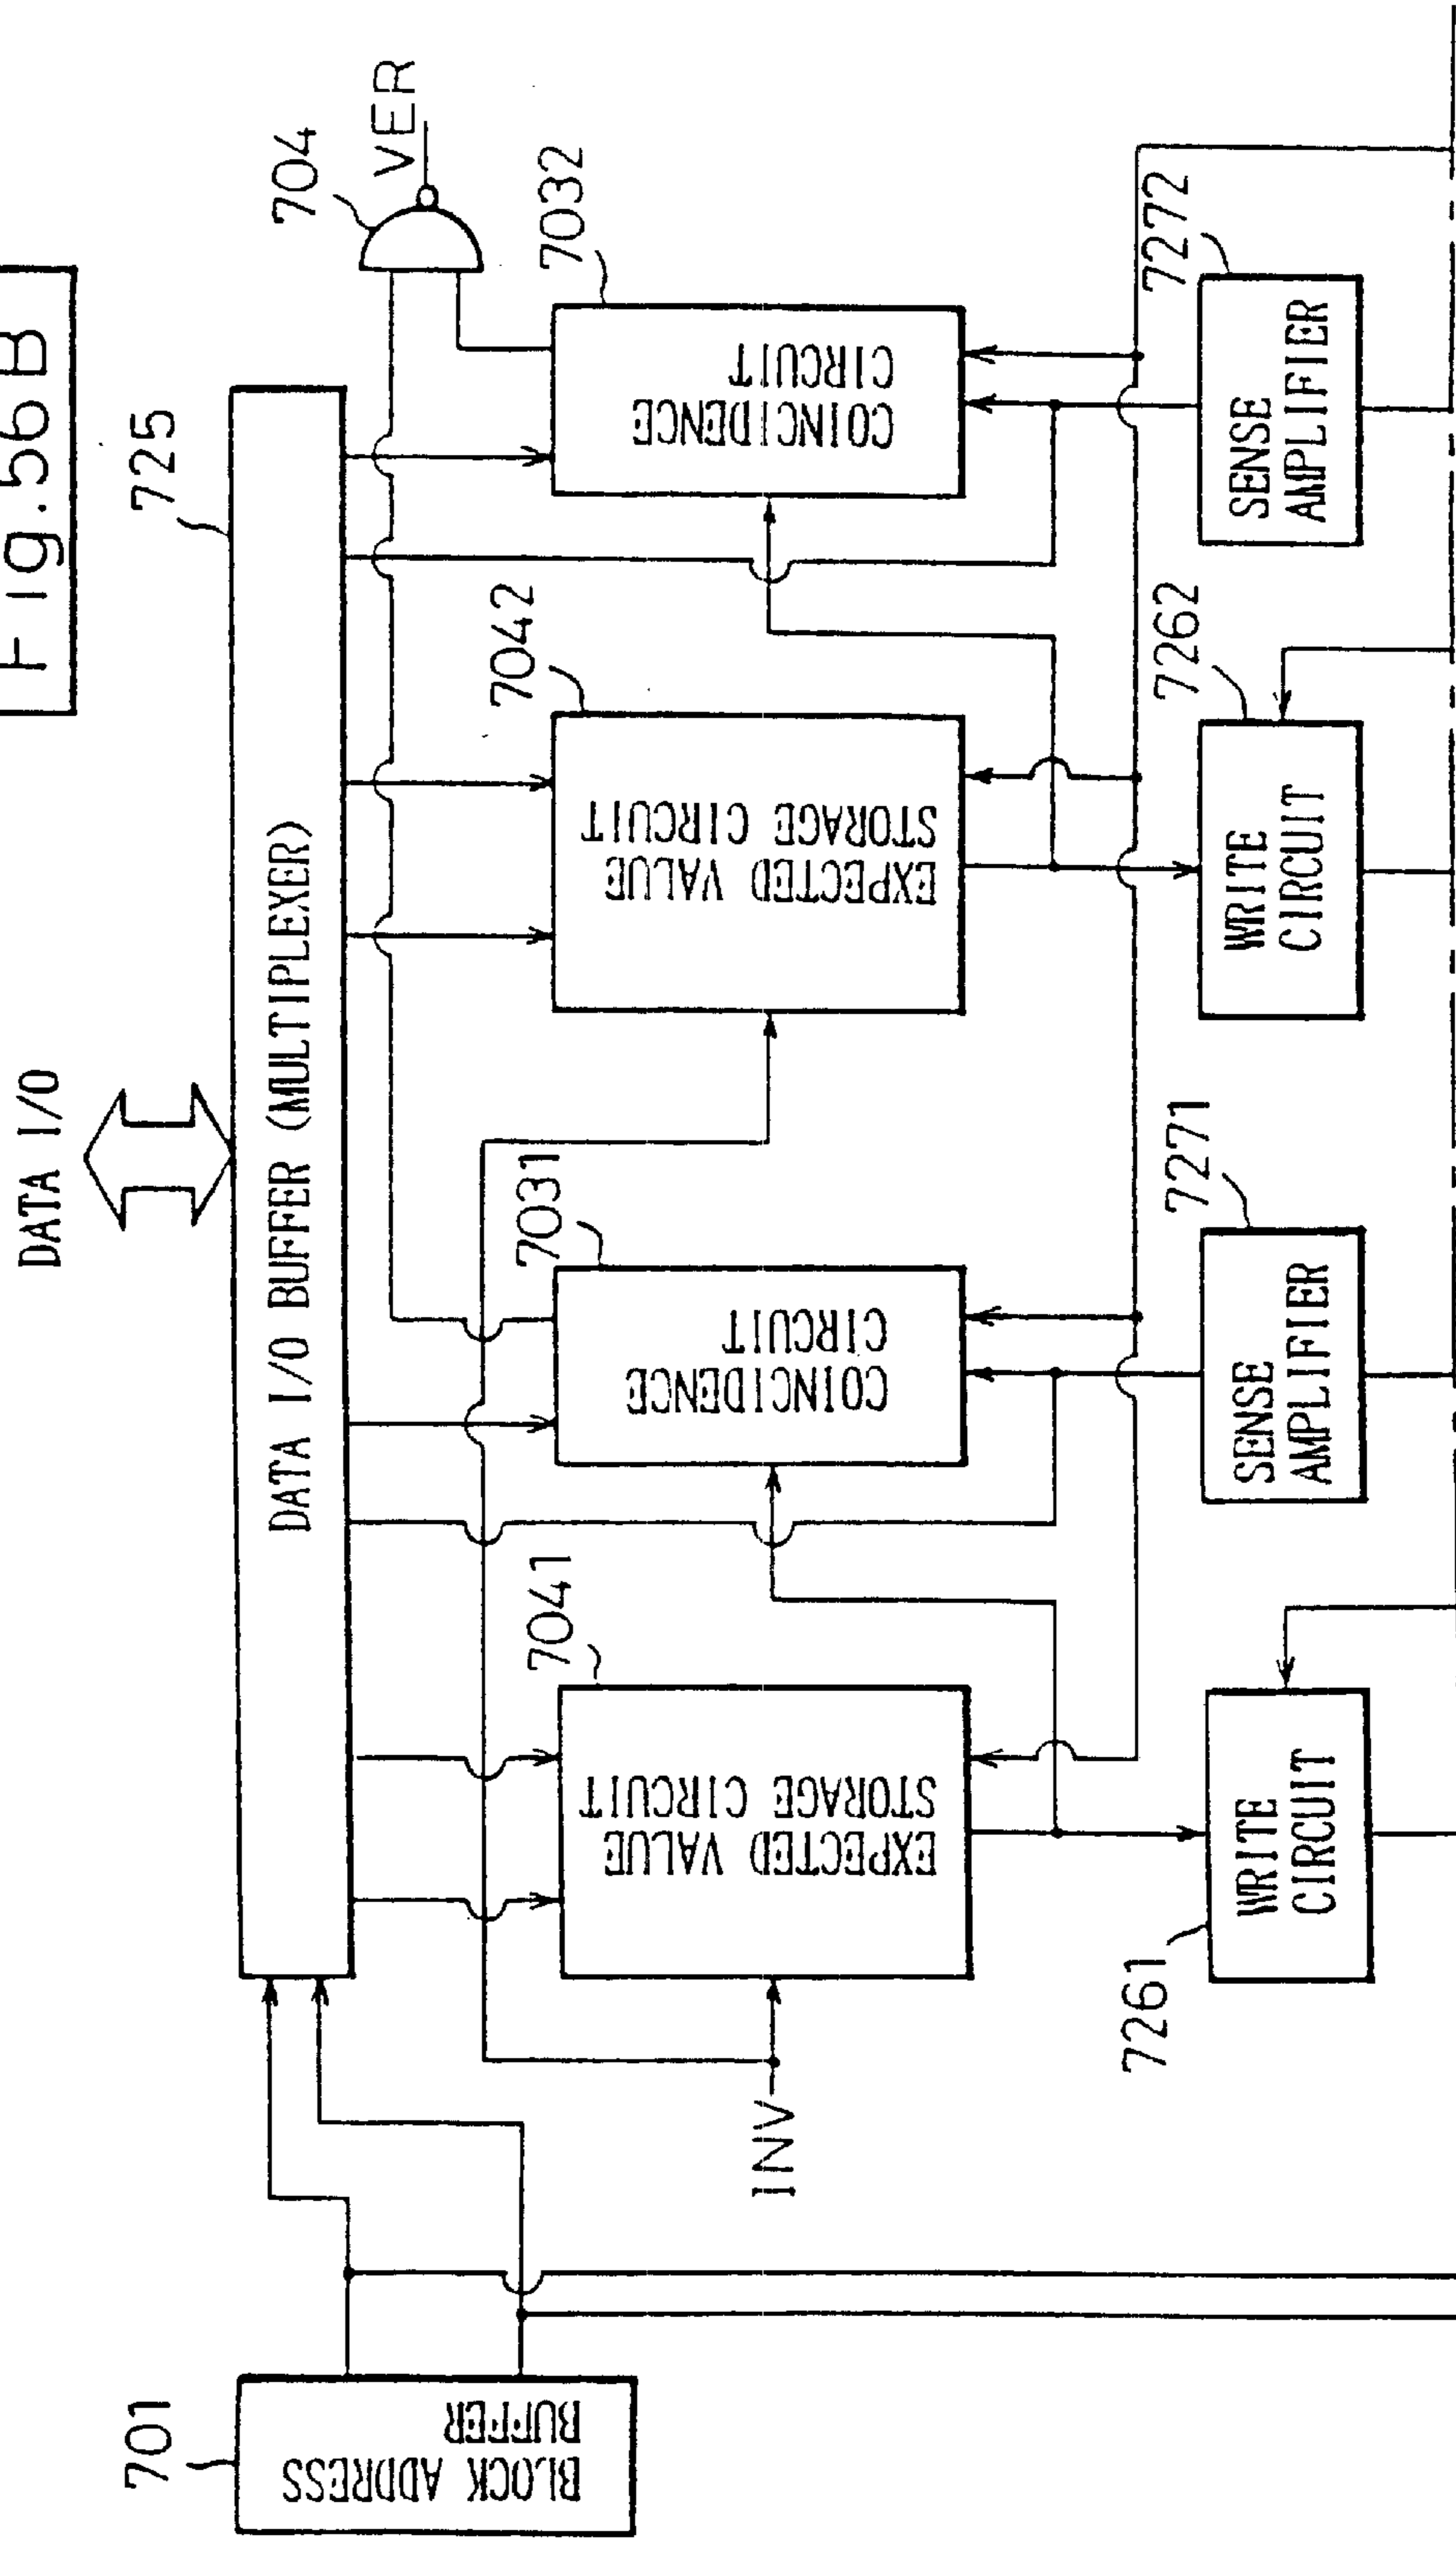 Fig.56B
DATA I/O
725
DATA I/O BUFFER (MULTIPLEXER)
701
BLOCK ADDRESS
BUFFER
704
VER
7041
EXPECTED VALUE
STORAGE CIRCUIT
7031
COINCIDENCE
CIRCUIT
7042
EXPECTED VALUE
STORAGE CIRCUIT
7032
COINCIDENCE
CIRCUIT
INV
7261
WRITE
CIRCUIT
7271
SENSE
AMPLIFIER
7262
WRITE
CIRCUIT
7272
SENSE
AMPLIFIER